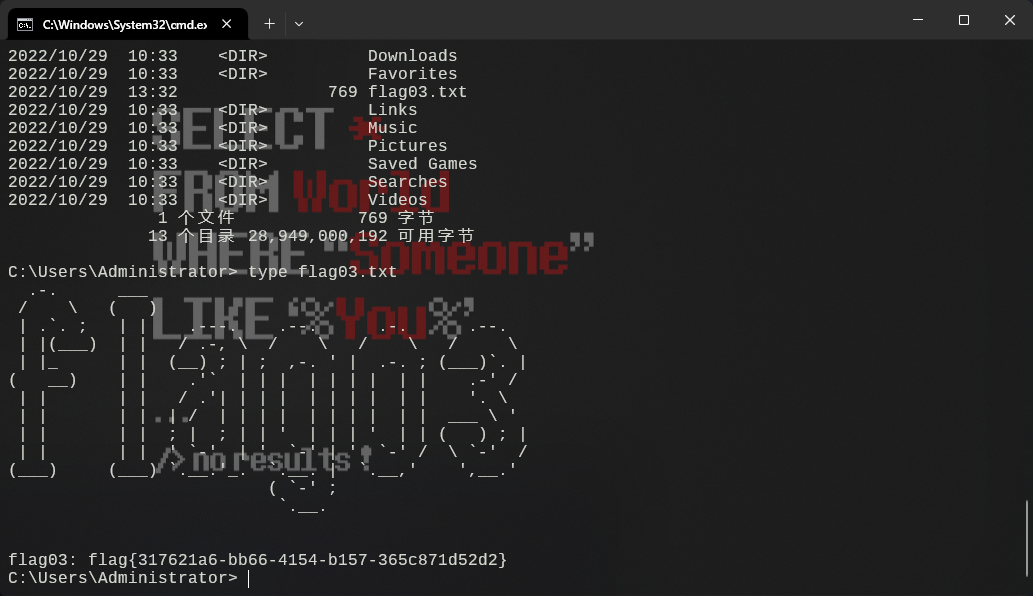 C:\Windows\System32\cmd.ex
2022/10/29  10:33    <DIR>          Downloads
2022/10/29  10:33    <DIR>          Favorites
2022/10/29  13:32               769 flag03.txt
2022/10/29  10:33    <DIR>          Links
2022/10/29  10:33    <DIR>          Music
2022/10/29  10:33    <DIR>          Pictures
2022/10/29  10:33    <DIR>          Saved Games
2022/10/29  10:33    <DIR>          Searches
2022/10/29  10:33    <DIR>          Videos
               1 个文件            769 字节
              13 个目录 28,949,000,192 可用字节
C:\Users\Administrator> type flag03.txt
flag03
flag03: flag{317621a6-bb66-4154-b157-365c871d52d2}
C:\Users\Administrator>
SELECT *
FROM World
WHERE "Someone"
LIKE '%You%'
...
/> no results !